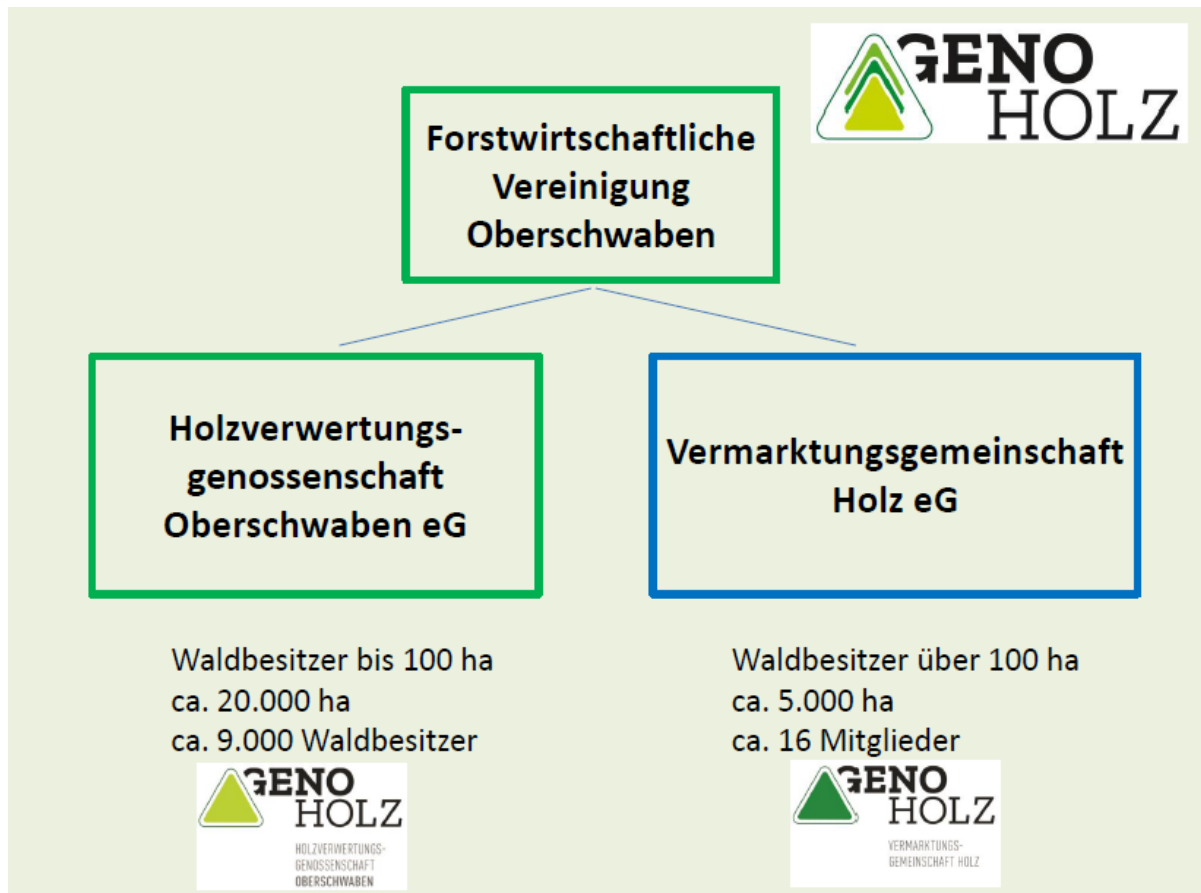 GENO
HOLZ
Forstwirtschaftliche
Vereinigung
Oberschwaben
Holzverwertungs-
genossenschaft
Oberschwaben eG
Vermarktungsgemeinschaft
Holz eG
Waldbesitzer bis 100 ha
ca. 20.000 ha
ca. 9.000 Waldbesitzer
Waldbesitzer über 100 ha
ca. 5.000 ha
ca. 16 Mitglieder
GENO
HOLZ
HOLZVERWERTUNGS-
GENOSSENSCHAFT
OBERSCHWABEN
GENO
HOLZ
VERMARKTUNGS-
GEMEINSCHAFT HOLZ